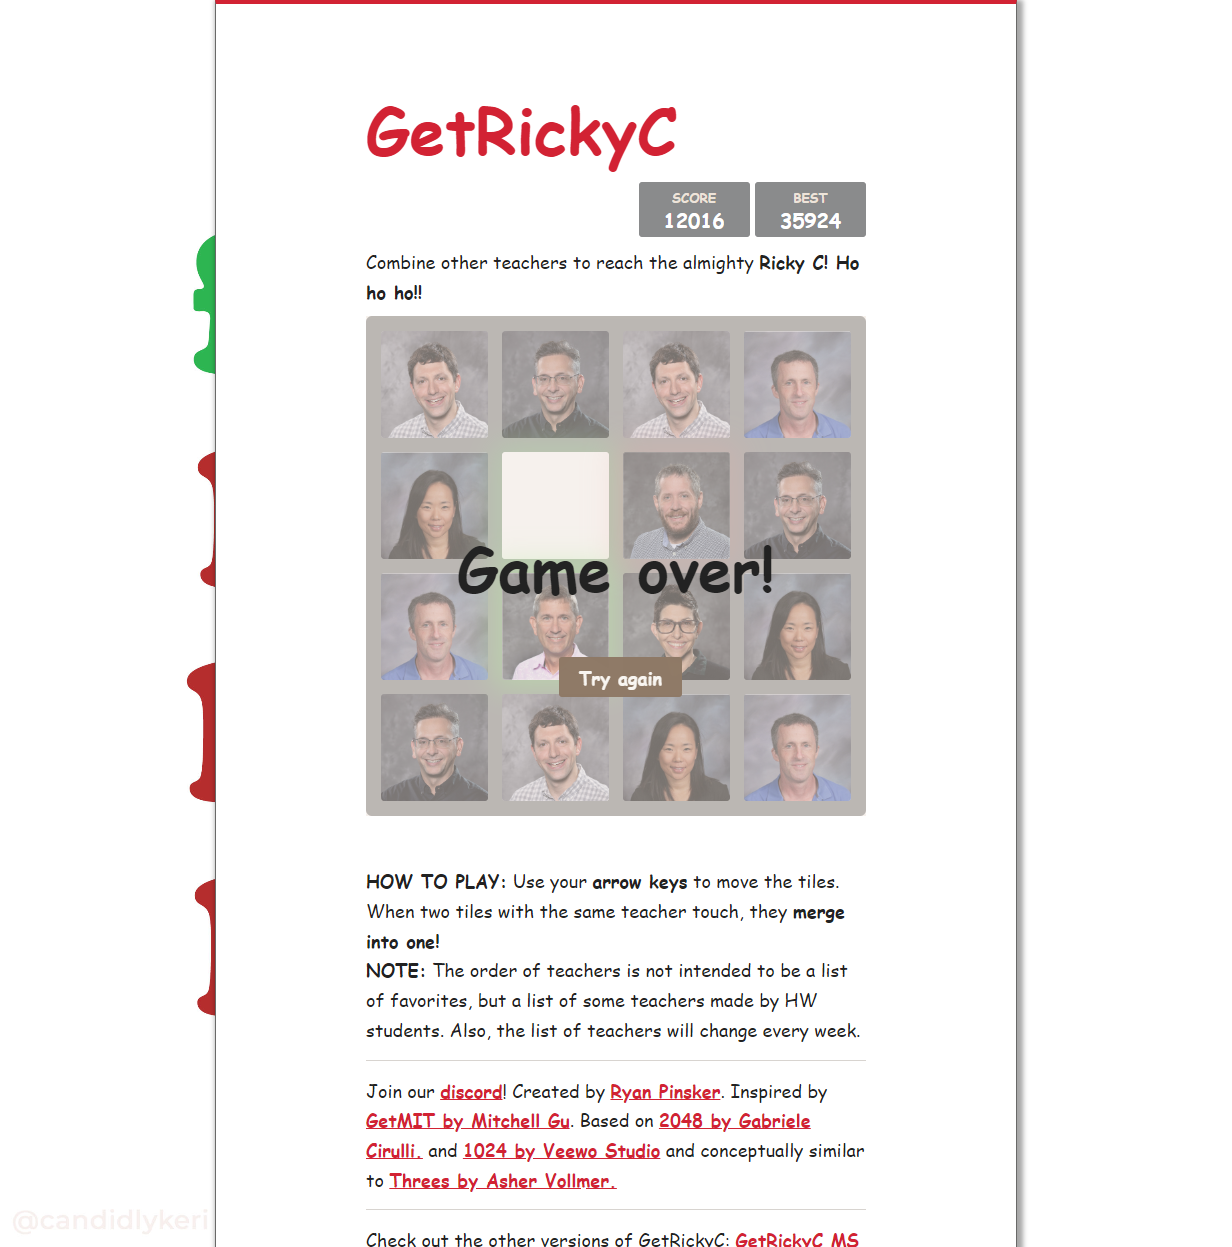 GetRickyC
SCORE
12016
BEST
35924
Combine other teachers to reach the almighty Ricky C! Ho
ho ho!!
Game over!
Try again
HOW TO PLAY: Use your arrow keys to move the tiles.
When two tiles with the same teacher touch, they merge
into one!
NOTE: The order of teachers is not intended to be a list
of favorites, but a list of some teachers made by HW
students. Also, the list of teachers will change every week.
Join our discord! Created by Ryan Pinsker. Inspired by
GetMIT by Mitchell Gu. Based on 2048 by Gabriele
Cirulli. and 1024 by Veewo Studio and conceptually similar
to Threes by Asher Vollmer.
@candidlykeri
Check out the other versions of GetRickyC: GetRickyC MS